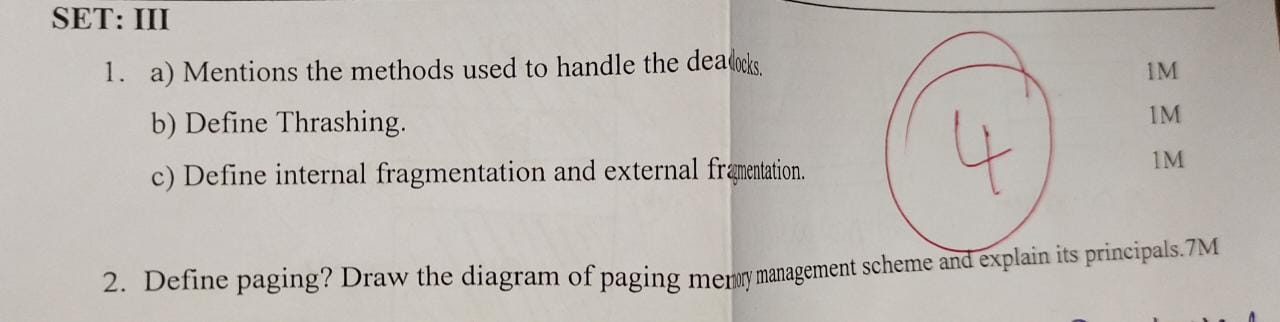 SET: III
1. a) Mentions the methods used to handle the deadlocks. 1M
b) Define Thrashing. 1M
c) Define internal fragmentation and external fragmentation. 1M
4
2. Define paging? Draw the diagram of paging memory management scheme and explain its principals.7M